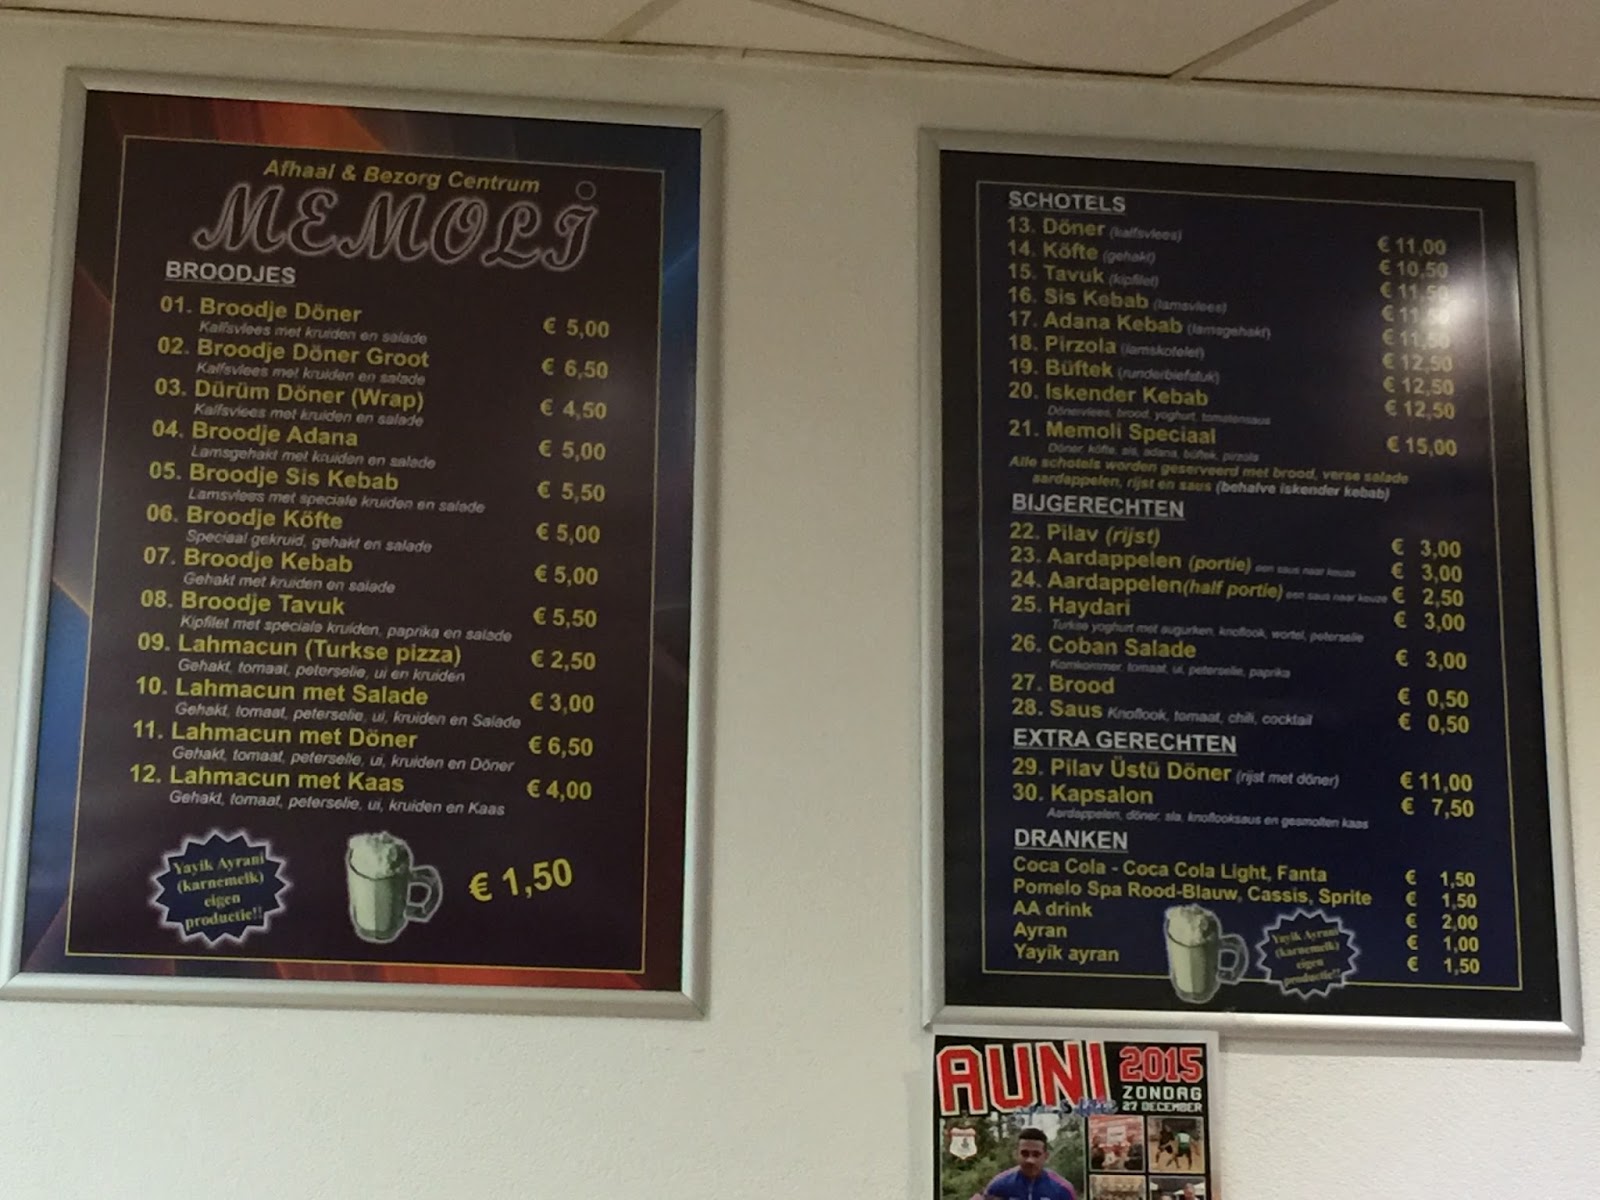 Afhaal & Bezorg Centrum
MEMOLİ
BROODJES
01. Broodje Döner € 5,00
Kalfsvlees met kruiden en salade
02. Broodje Döner Groot € 6,50
Kalfsvlees met kruiden en salade
03. Dürüm Döner (Wrap) € 4,50
Kalfsvlees met kruiden en salade
04. Broodje Adana € 5,00
Lamsgehakt met kruiden en salade
05. Broodje Sis Kebab € 5,50
Lamsvlees met speciale kruiden en salade
06. Broodje Köfte € 5,00
Speciaal gekruid, gehakt en salade
07. Broodje Kebab € 5,00
Gehakt met kruiden en salade
08. Broodje Tavuk € 5,50
Kipfilet met speciale kruiden, paprika en salade
09. Lahmacun (Turkse pizza) € 2,50
Gehakt, tomaat, peterselie, ui en kruiden
10. Lahmacun met Salade € 3,00
Gehakt, tomaat, peterselie, ui, kruiden en Salade
11. Lahmacun met Döner € 6,50
Gehakt, tomaat, peterselie, ui, kruiden en Döner
12. Lahmacun met Kaas € 4,00
Gehakt, tomaat, peterselie, ui, kruiden en Kaas
Yayik Ayrani
(karnemelk)
eigen
productie!!
€ 1,50
SCHOTELS
13. Döner (kalfsvlees) € 11,00
14. Köfte (gehakt) € 10,50
15. Tavuk (kipfilet) € 11,50
16. Sis Kebab (lamsvlees) € 11,50
17. Adana Kebab (lamsgehakt) € 11,50
18. Pirzola (lamskotelet) € 12,50
19. Büftek (runderbiefstuk) € 12,50
20. Iskender Kebab € 12,50
Dönervlees, brood, yoghurt, tomatensaus
21. Memoli Speciaal € 15,00
Döner, köfte, sis, adana, büftek, pirzola
Alle schotels worden geserveerd met brood, verse salade
aardappelen, rijst en saus (behalve iskender kebab)
BIJGERECHTEN
22. Pilav (rijst) € 3,00
23. Aardappelen (portie) een saus naar keuze € 3,00
24. Aardappelen(half portie) een saus naar keuze € 2,50
25. Haydari € 3,00
Turkse yoghurt met augurken, knoflook, wortel, peterselie
26. Coban Salade € 3,00
Komkommer, tomaat, ui, peterselie, paprika
27. Brood € 0,50
28. Saus Knoflook, tomaat, chili, cocktail € 0,50
EXTRA GERECHTEN
29. Pilav Üstü Döner (rijst met döner) € 11,00
30. Kapsalon € 7,50
Aardappelen, döner, sla, knoflooksaus en gesmolten kaas
DRANKEN
Coca Cola - Coca Cola Light, Fanta € 1,50
Pomelo Spa Rood-Blauw, Cassis, Sprite € 1,50
AA drink € 2,00
Ayran € 1,00
Yayik ayran € 1,50
Yayik Ayrani
(karnemelk)
eigen
productie!!
AUNI 2015
ZONDAG
27 DECEMBER